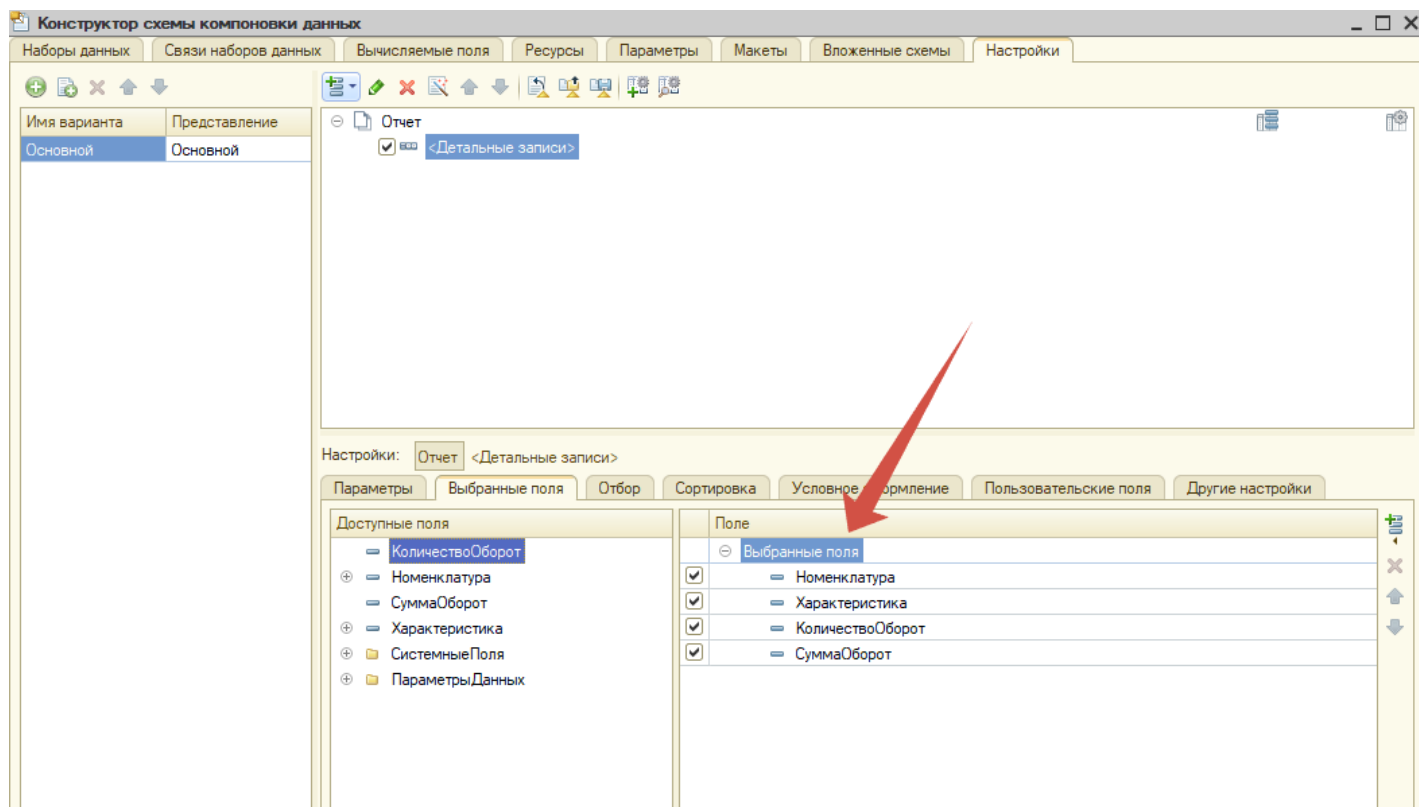 Конструктор схемы компоновки данных
Наборы данных Связи наборов данных Вычисляемые поля Ресурсы Параметры Макеты Вложенные схемы Настройки
Имя варианта Представление
Основной Основной
Отчет
<Детальные записи>
Настройки: Отчет <Детальные записи>
Параметры Выбранные поля Отбор Сортировка Условное Пользовательские поля Другие настройки
Доступные поля
КоличествоОборот
Номенклатура
СуммаОборот
Характеристика
СистемныеПоля
ПараметрыДанных
Поле
Выбранные поля
Номенклатура
Характеристика
КоличествоОборот
СуммаОборот